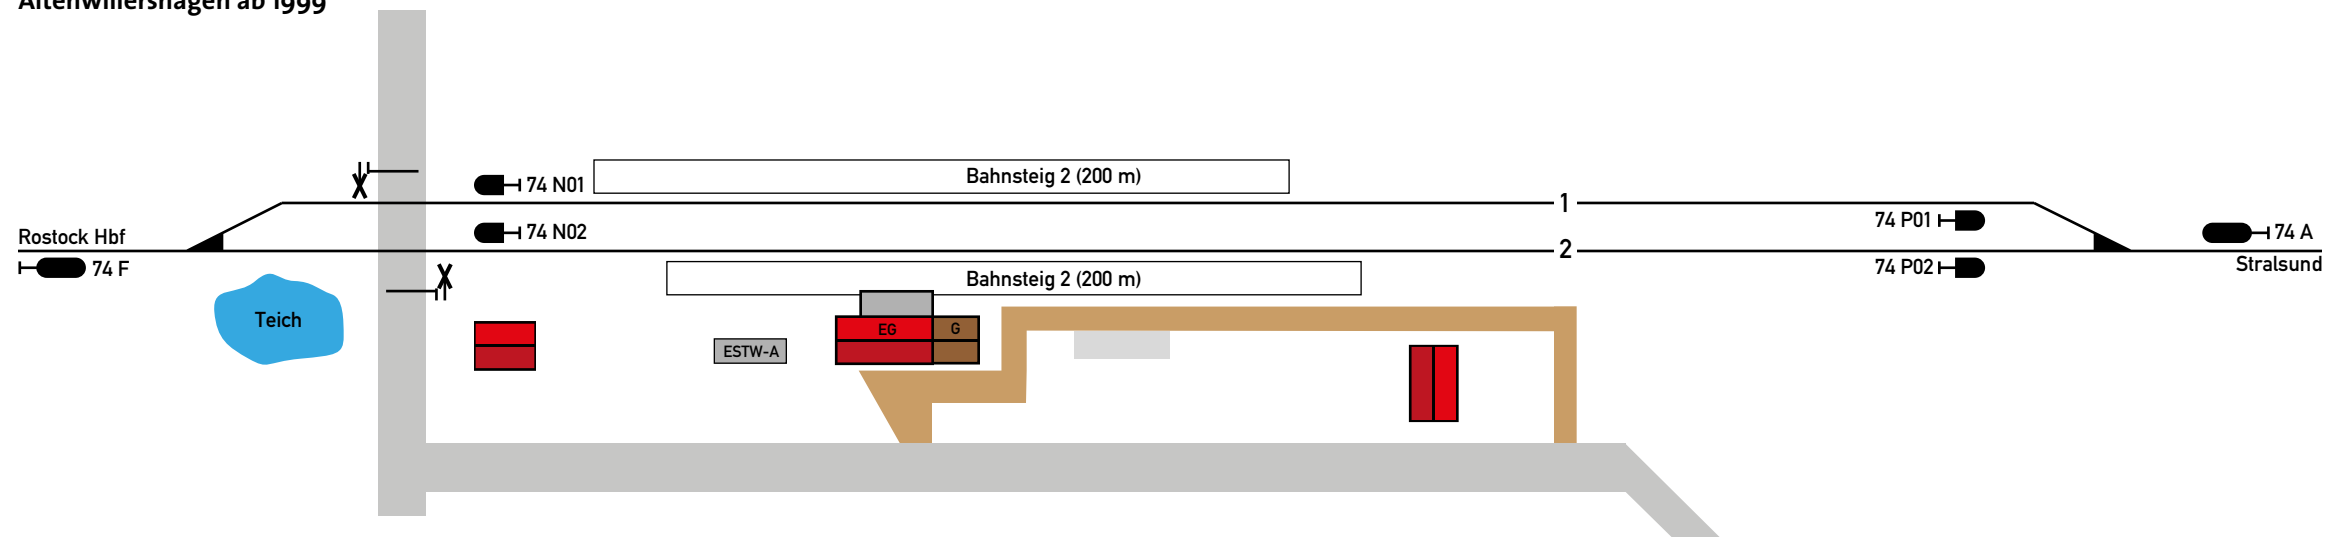 Altenwillershagen ab 1999
Bahnsteig 2 (200 m)
74 N01
1
74 P01
74 N02
Rostock Hbf
74 A
2
74 F
Stralsund
74 P02
Bahnsteig 2 (200 m)
Teich
EG
G
ESTW-A